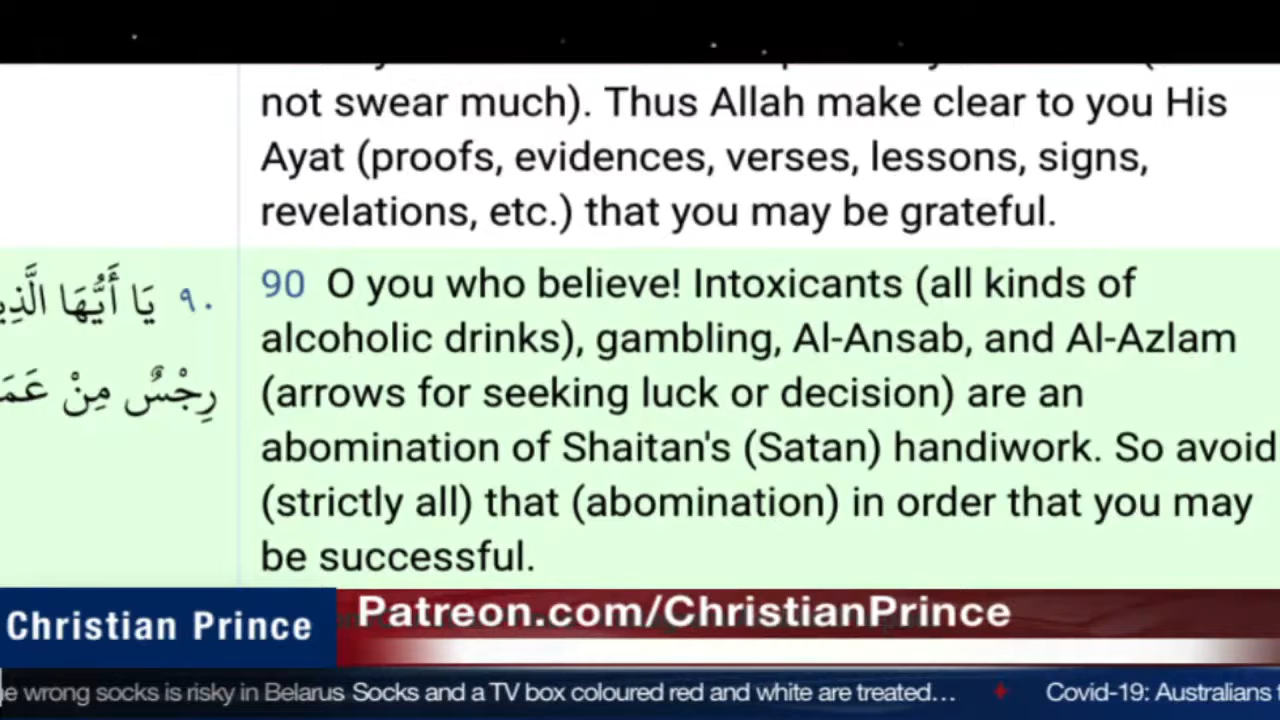 not swear much). Thus Allah make clear to you His
Ayat (proofs, evidences, verses, lessons, signs,
revelations, etc.) that you may be grateful.
٩٠ يَا أَيُّهَا
رِجْسٌ مِنْ
90 O you who believe! Intoxicants (all kinds of
alcoholic drinks), gambling, Al-Ansab, and Al-Azlam
(arrows for seeking luck or decision) are an
abomination of Shaitan's (Satan) handiwork. So avoid
(strictly all) that (abomination) in order that you may
be successful.
Christian Prince
Patreon.com/ChristianPrince
e wrong socks is risky in Belarus Socks and a TV box coloured red and white are treated... Covid-19: Australians